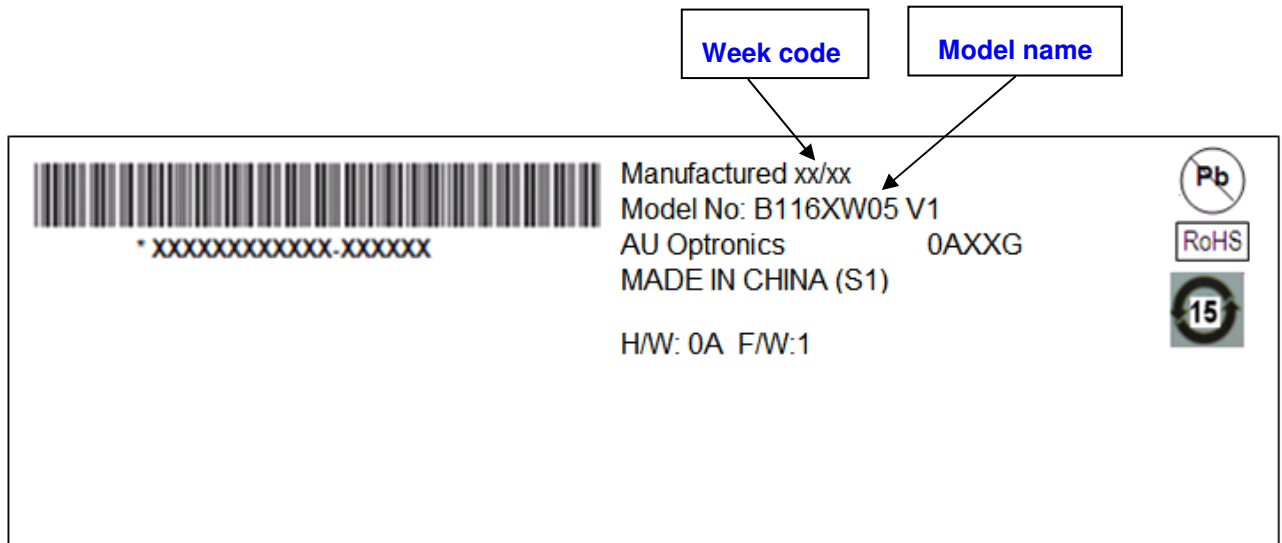 Week code
Model name
Manufactured xx/xx
Model No: B116XW05 V1
* XXXXXXXXXXXX-XXXXXX
AU Optronics 0AXXG
MADE IN CHINA (S1)
H/W: 0A F/W:1
Pb
RoHS
15